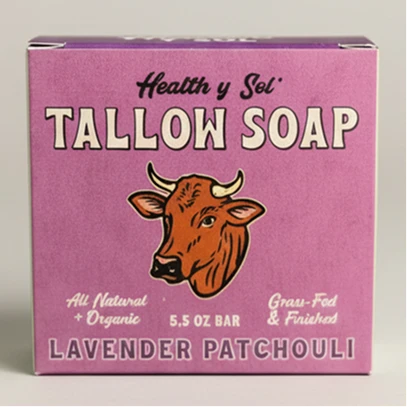 Health y Sol
TALLOW SOAP
All Natural
+ Organic
5.5 OZ BAR
Grass-Fed
& Finished
LAVENDER PATCHOULI